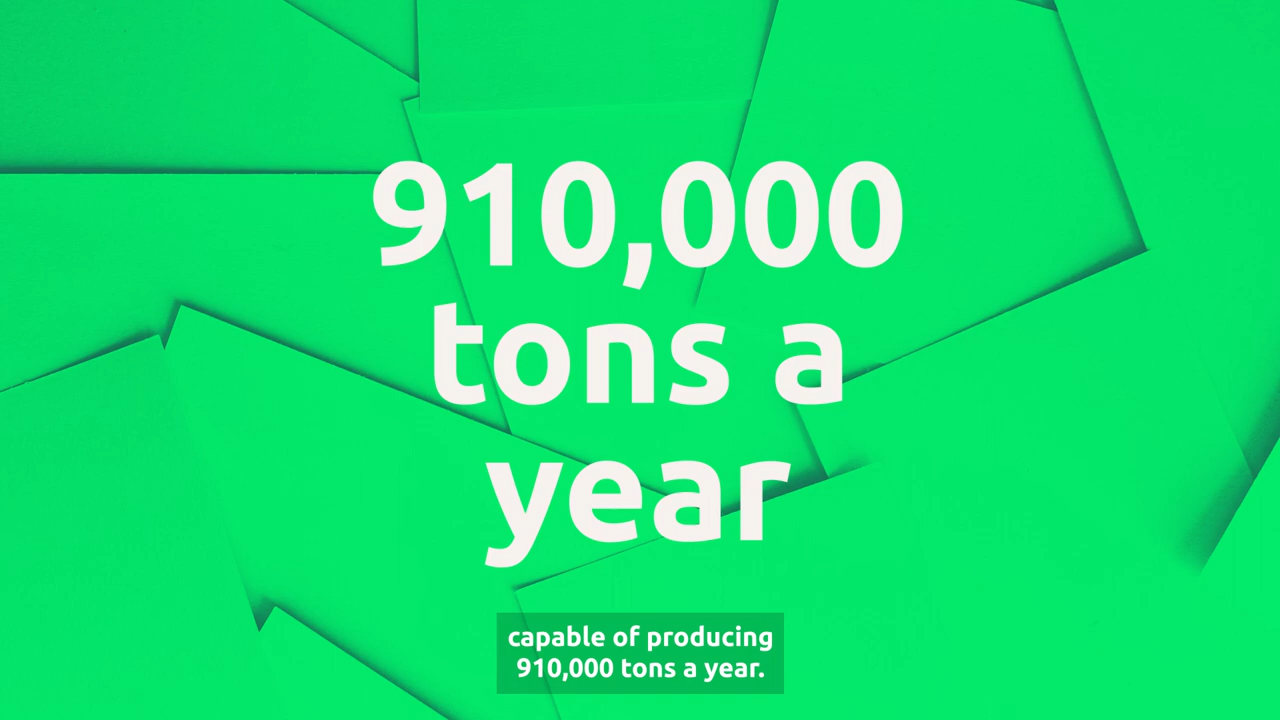 910,000
tons a
year
capable of producing
910,000 tons a year.